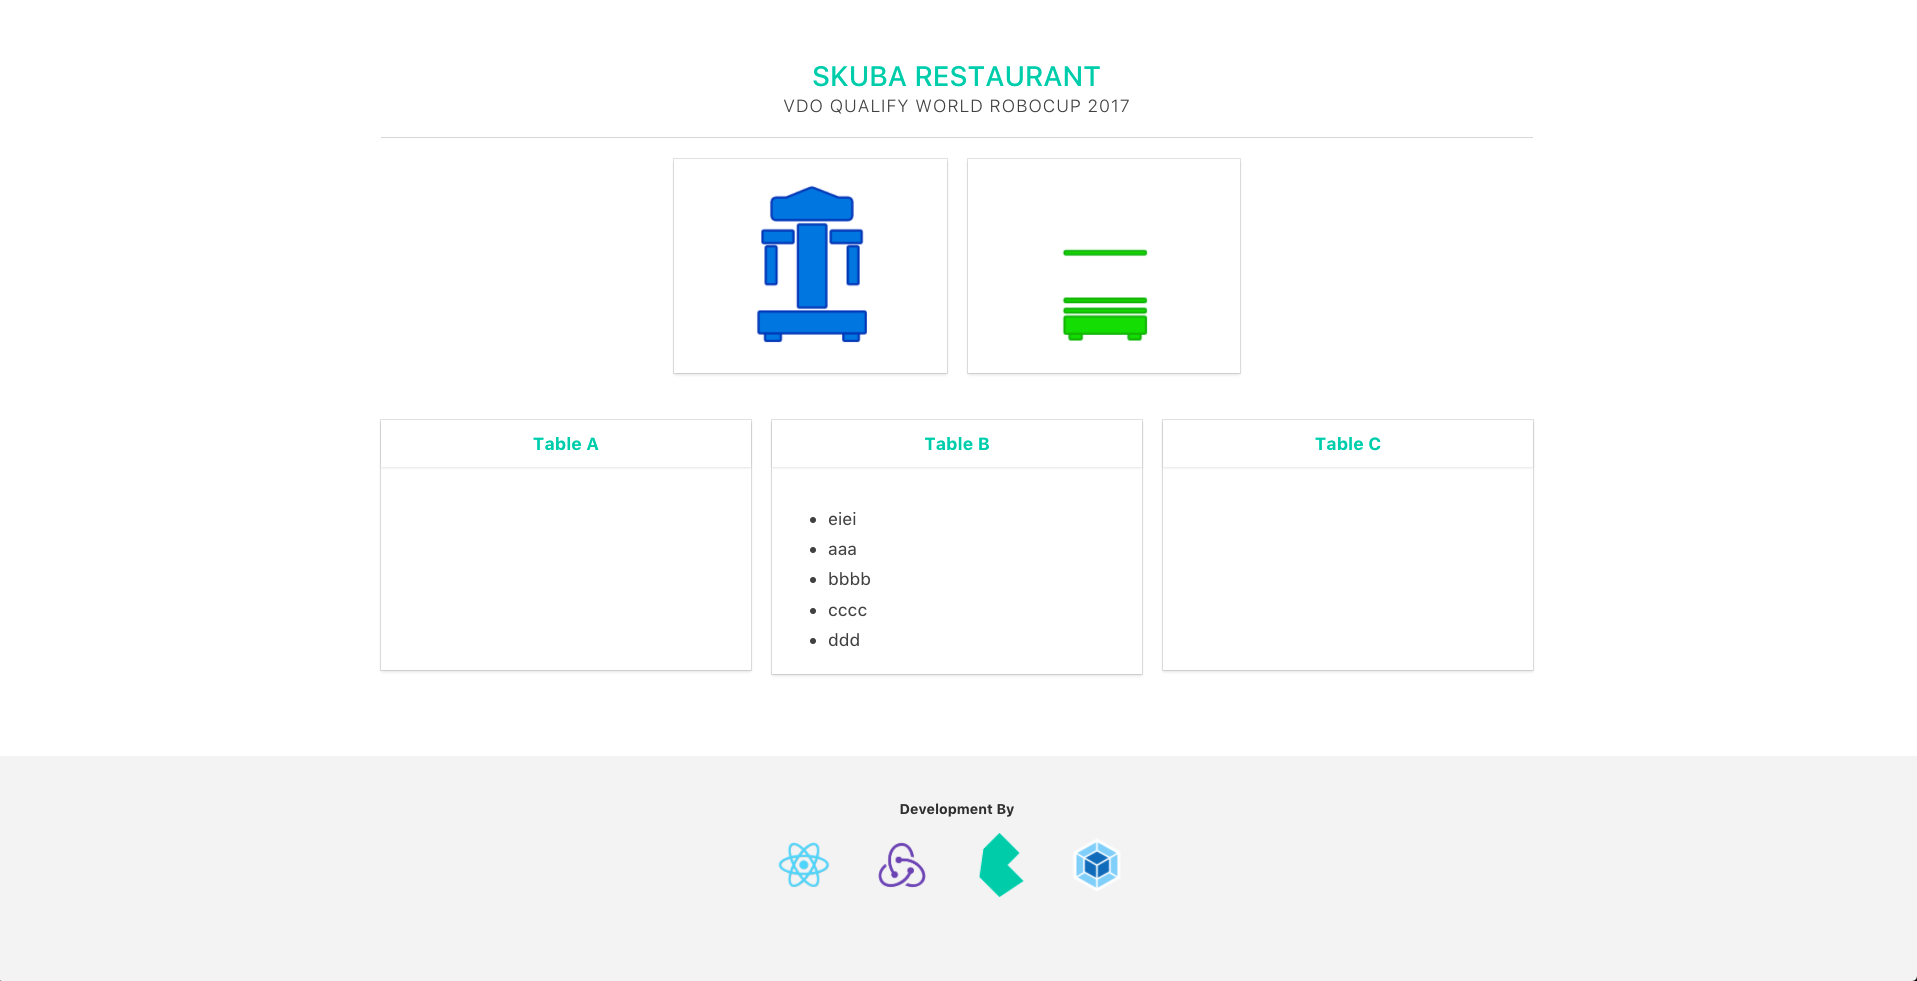 SKUBA RESTAURANT
VDO QUALIFY WORLD ROBOCUP 2017
Table A
Table B
eiei
aaa
bbbb
cccc
ddd
Table C
Development By